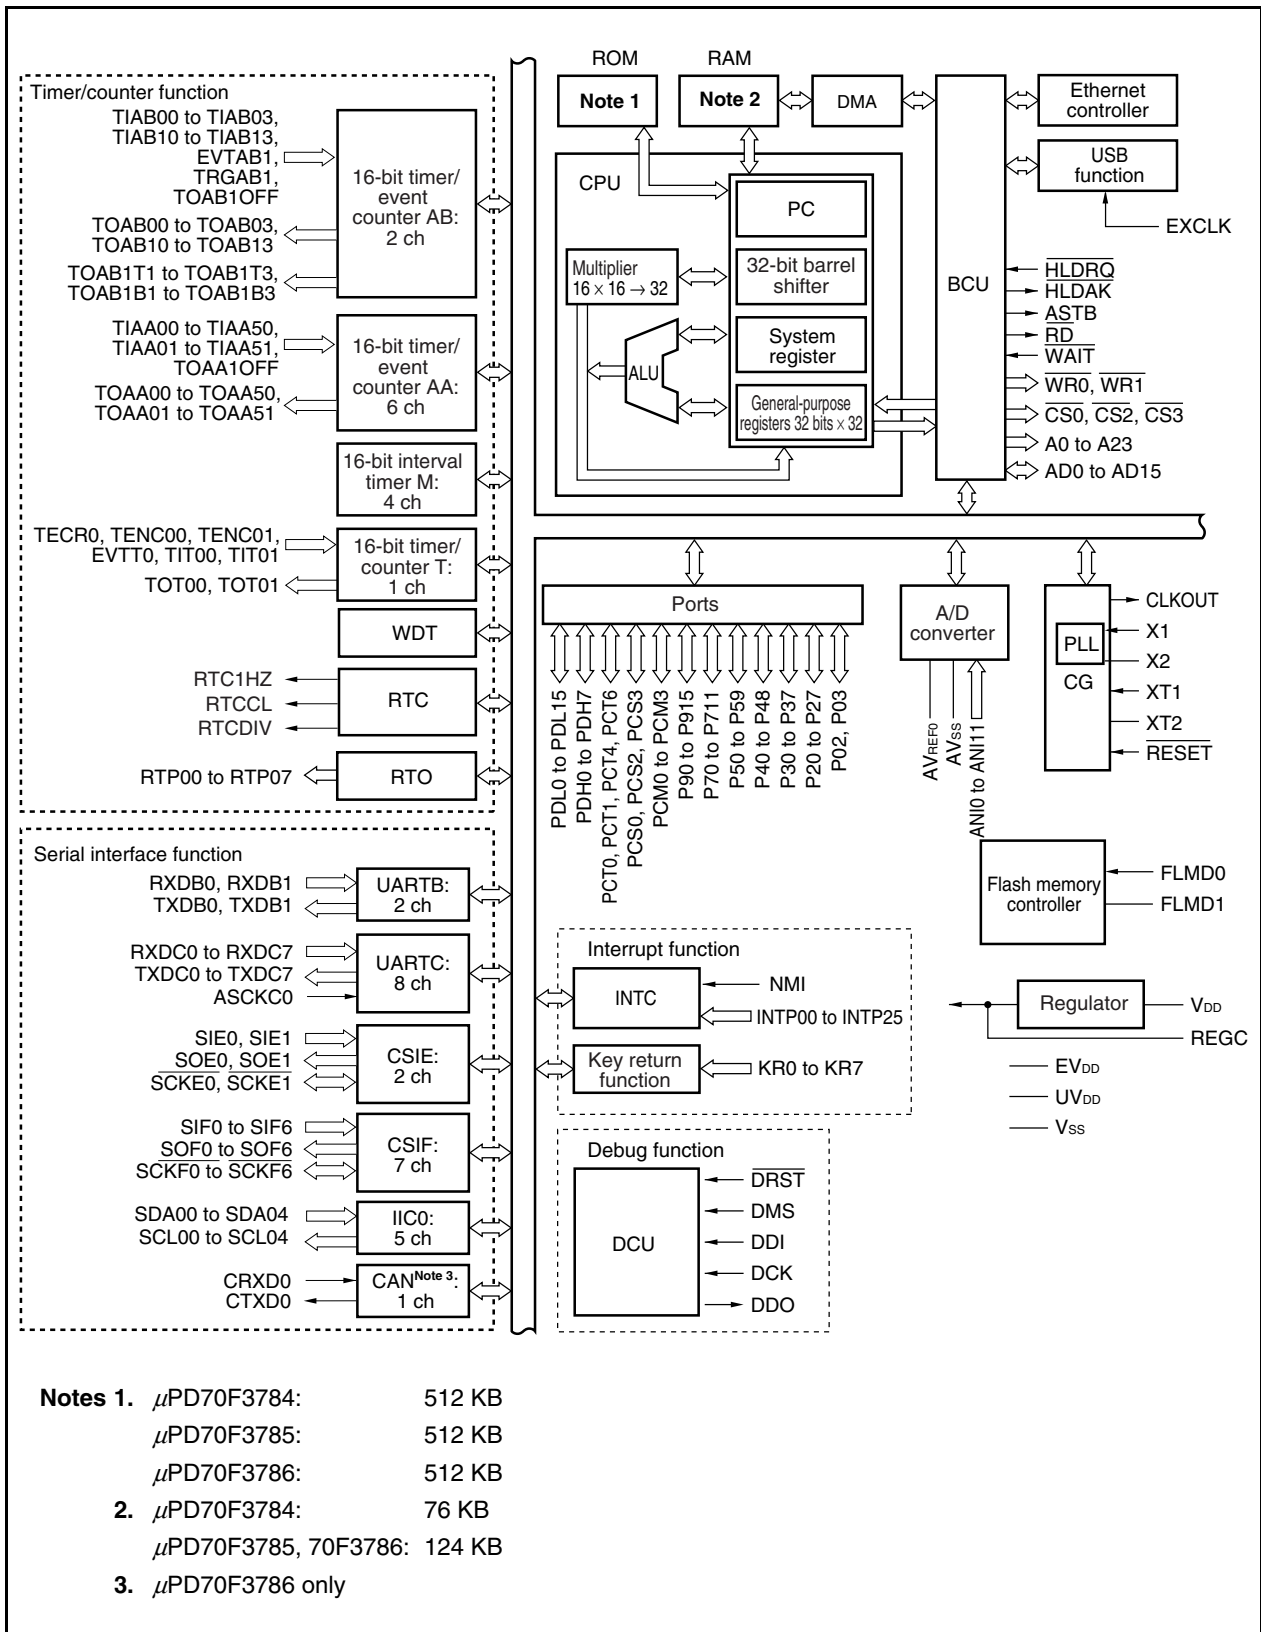 Timer/counter function
TIAB00 to TIAB03,
TIAB10 to TIAB13,
EVTAB1,
TRGAB1,
TOAB1OFF
TOAB00 to TOAB03,
TOAB10 to TOAB13
TOAB1T1 to TOAB1T3,
TOAB1B1 to TOAB1B3
16-bit timer/
event
counter AB:
2 ch
TIAA00 to TIAA50,
TIAA01 to TIAA51,
TOAA1OFF
TOAA00 to TOAA50,
TOAA01 to TOAA51
16-bit timer/
event
counter AA:
6 ch
16-bit interval
timer M:
4 ch
TECR0, TENC00, TENC01,
EVTT0, TIT00, TIT01
TOT00, TOT01
16-bit timer/
counter T:
1 ch
WDT
RTC1HZ
RTCCL
RTCDIV
RTC
RTP00 to RTP07
RTO
Serial interface function
RXDB0, RXDB1
TXDB0, TXDB1
UARTB:
2 ch
RXDC0 to RXDC7
TXDC0 to TXDC7
ASCKC0
UARTC:
8 ch
SIE0, SIE1
SOE0, SOE1
SCKE0, SCKE1
CSIE:
2 ch
SIF0 to SIF6
SOF0 to SOF6
SCKF0 to SCKF6
CSIF:
7 ch
SDA00 to SDA04
SCL00 to SCL04
IIC0:
5 ch
CRXD0
CTXD0
CAN Note 3:
1 ch
ROM
Note 1
RAM
Note 2
DMA
CPU
PC
Multiplier
16 × 16 → 32
32-bit barrel
shifter
ALU
System
register
General-purpose
registers 32 bits × 32
BCU
Ethernet
controller
USB
function
EXCLK
HLDRQ
HLDAK
ASTB
RD
WAIT
WR0, WR1
CS0, CS2, CS3
A0 to A23
AD0 to AD15
Ports
PDL0 to PDL15
PDH0 to PDH7
PCT0, PCT1, PCT4, PCT6
PCS0, PCS2, PCS3
PCM0 to PCM3
P90 to P915
P70 to P711
P50 to P59
P40 to P48
P30 to P37
P20 to P27
P02, P03
A/D
converter
AVREF0
AVSS
ANI0 to ANI11
PLL
CG
CLKOUT
X1
X2
XT1
XT2
RESET
Flash memory
controller
FLMD0
FLMD1
Regulator
VDD
REGC
EVDD
UVDD
VSS
Interrupt function
INTC
NMI
INTP00 to INTP25
Key return
function
KR0 to KR7
Debug function
DCU
DRST
DMS
DDI
DCK
DDO
Notes 1. μPD70F3784: 512 KB
μPD70F3785: 512 KB
μPD70F3786: 512 KB
2. μPD70F3784: 76 KB
μPD70F3785, 70F3786: 124 KB
3. μPD70F3786 only